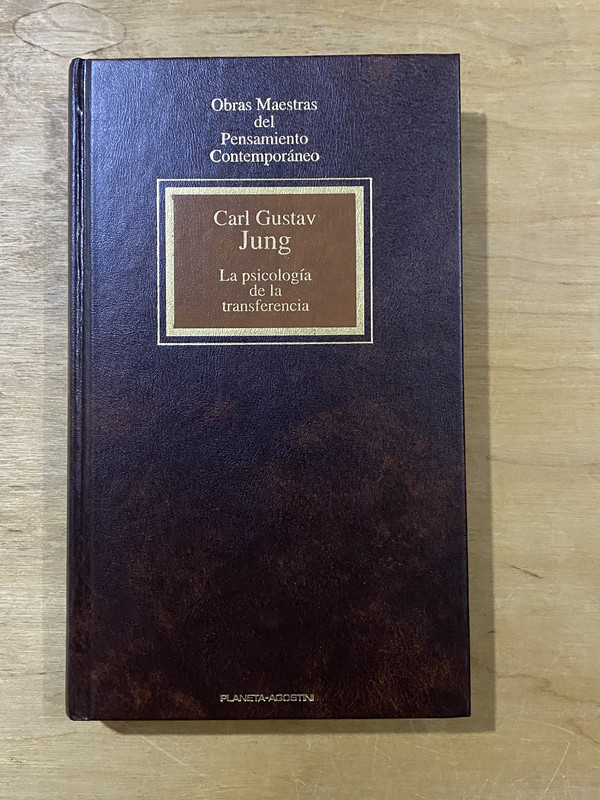 Obras Maestras
del
Pensamiento
Contemporáneo
Carl Gustav
Jung
La psicología
de la
transferencia
PLANETA-AGOSTINI